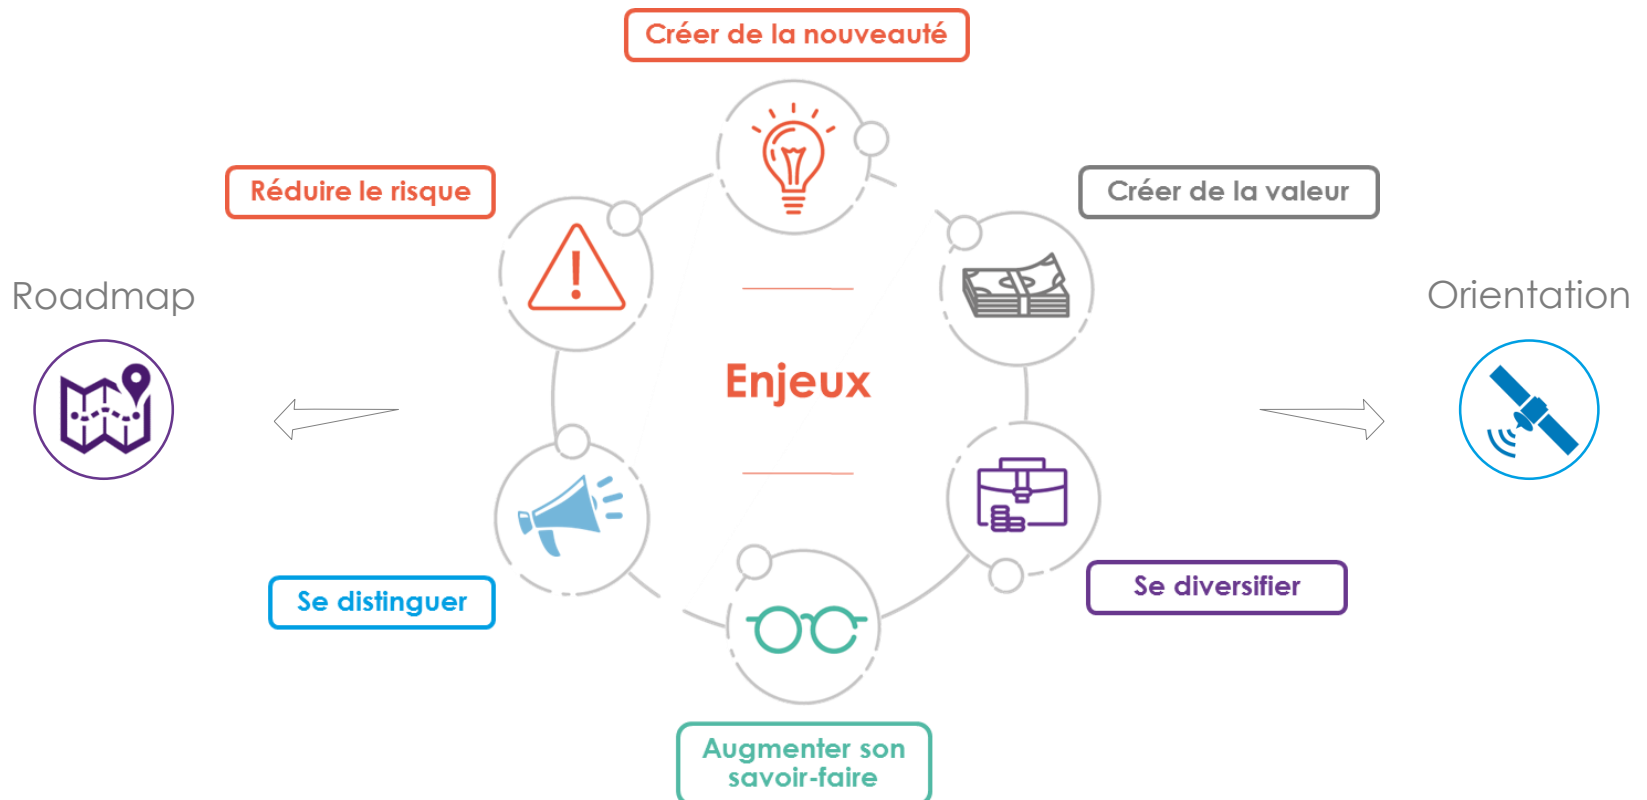 Créer de la nouveauté
Réduire le risque
Créer de la valeur
Roadmap
Orientation
Enjeux
Se distinguer
Se diversifier
Augmenter son
savoir-faire